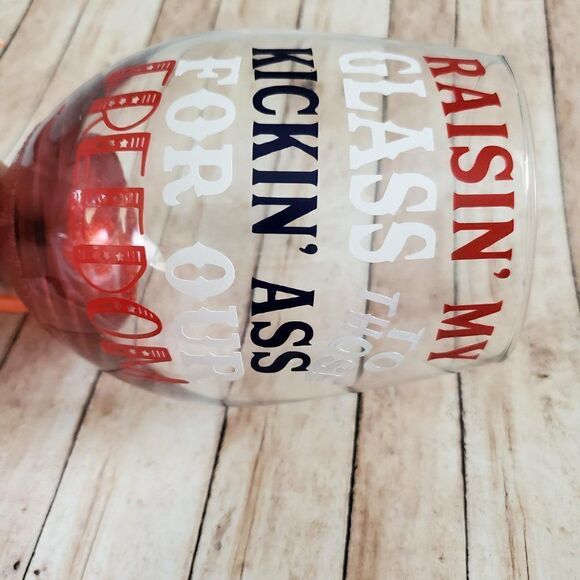 RAISIN' MY
GLASS TO THOSE
KICKIN' ASS
FOR OUR
FREEDOM